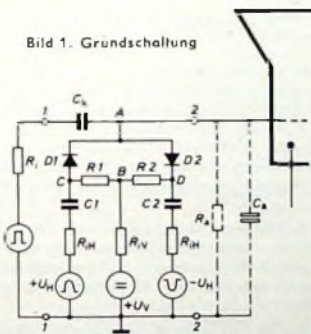 Bild 1. Grundschaltung
1 Ck A 2
Ri D1 D2
R1 B R2
C D
C1 C2
Ra Ca
RiH RiV RiH
+UH −UH
+UV
1 2